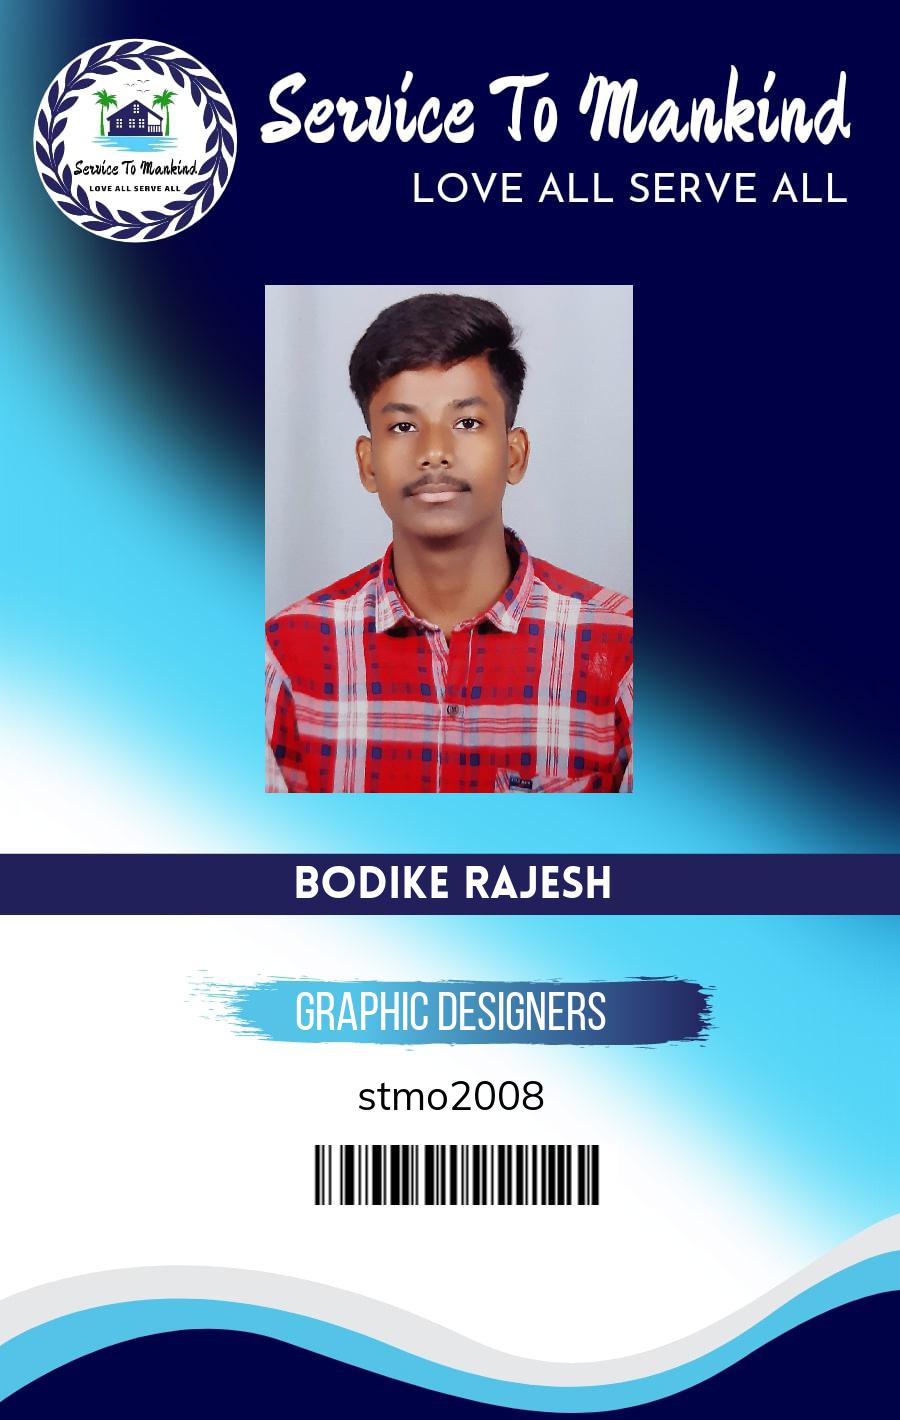 Service To Mankind
LOVE ALL SERVE ALL
Service To Mankind
LOVE ALL SERVE ALL
BODIKE RAJESH
GRAPHIC DESIGNERS
stmo2008